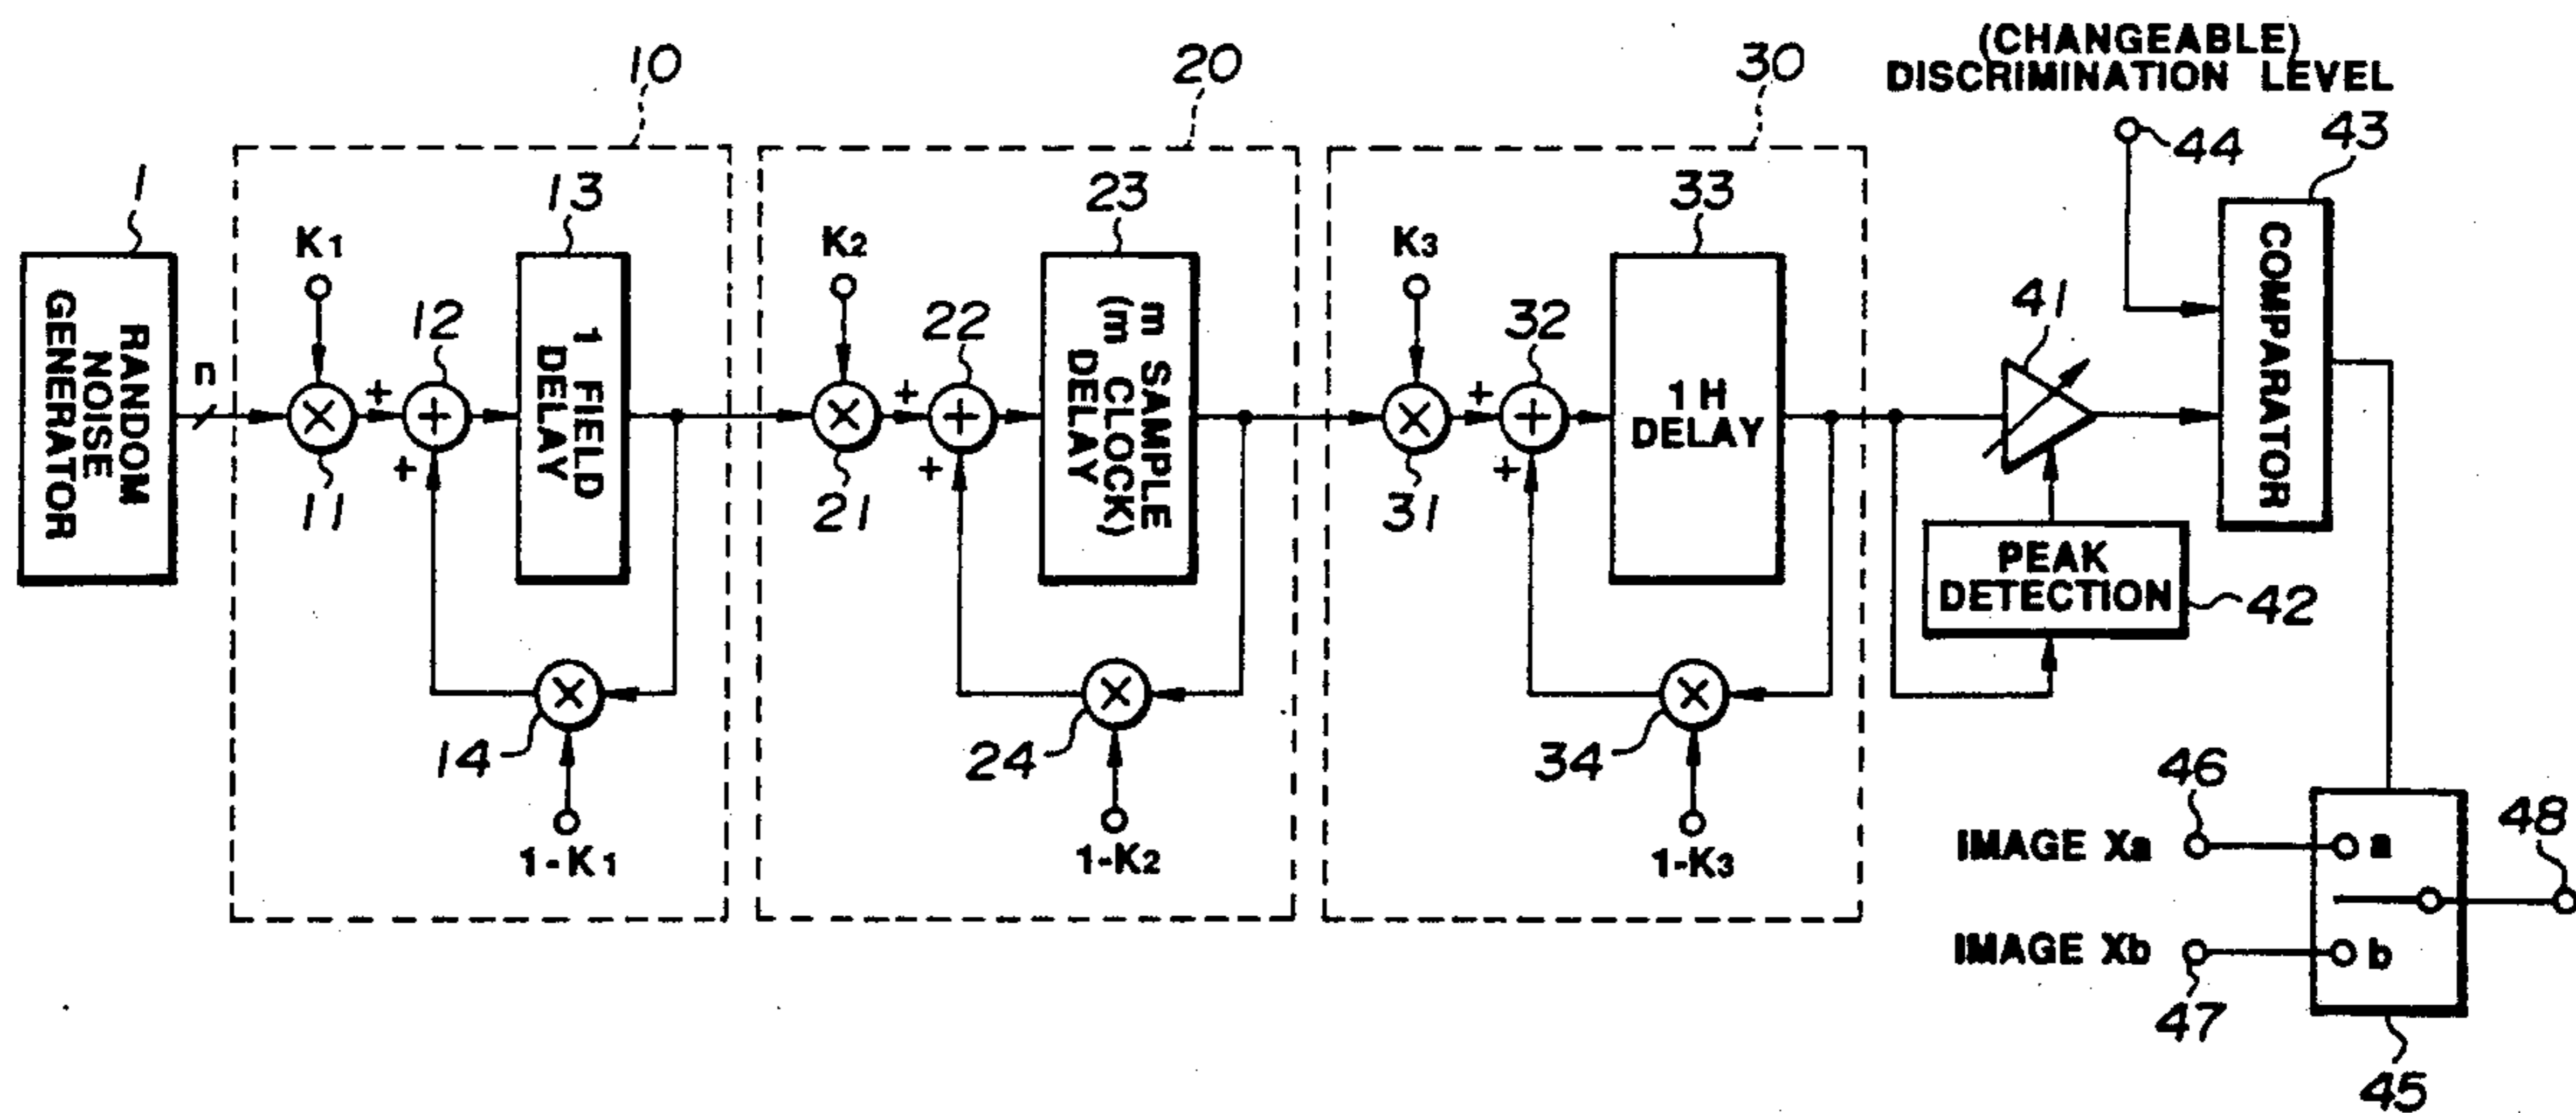 (CHANGEABLE)
DISCRIMINATION LEVEL
10
20
30
44
43
1
13
23
33
K1
K2
K3
12
22
32
41
RANDOM
NOISE
GENERATOR
n
×
+
+
+
1 FIELD
DELAY
×
+
+
+
m SAMPLE
(m CLOCK)
DELAY
×
+
+
+
1 H
DELAY
COMPARATOR
11
21
31
PEAK
DETECTION
42
×
×
×
14
24
34
1-K1
1-K2
1-K3
46
48
IMAGE Xa
a
IMAGE Xb
b
47
45